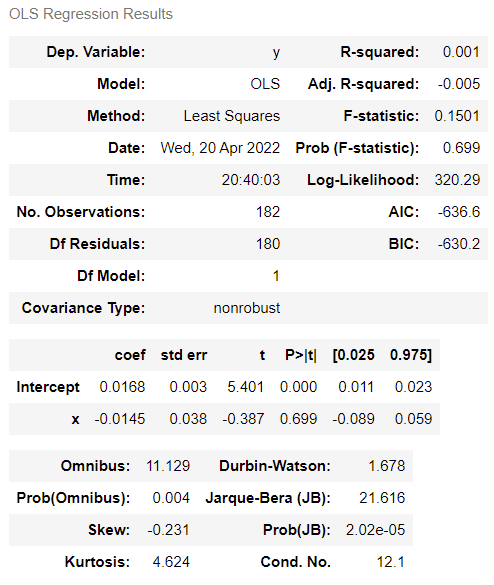 OLS Regression Results
Dep. Variable: y R-squared: 0.001
Model: OLS Adj. R-squared: -0.005
Method: Least Squares F-statistic: 0.1501
Date: Wed, 20 Apr 2022 Prob (F-statistic): 0.699
Time: 20:40:03 Log-Likelihood: 320.29
No. Observations: 182 AIC: -636.6
Df Residuals: 180 BIC: -630.2
Df Model: 1
Covariance Type: nonrobust
coef std err t P>|t| [0.025 0.975]
Intercept 0.0168 0.003 5.401 0.000 0.011 0.023
x -0.0145 0.038 -0.387 0.699 -0.089 0.059
Omnibus: 11.129 Durbin-Watson: 1.678
Prob(Omnibus): 0.004 Jarque-Bera (JB): 21.616
Skew: -0.231 Prob(JB): 2.02e-05
Kurtosis: 4.624 Cond. No. 12.1